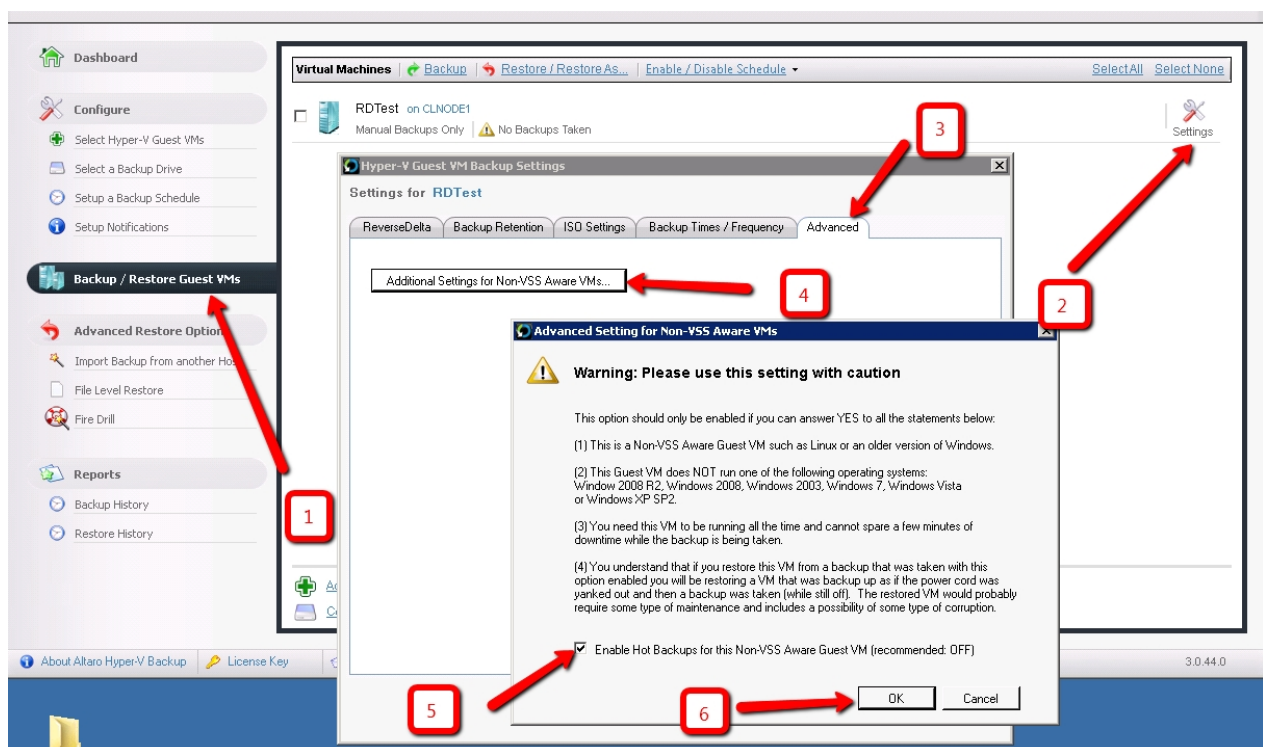 Dashboard
Configure
Select Hyper-V Guest VMs
Select a Backup Drive
Setup a Backup Schedule
Setup Notifications
Backup / Restore Guest VMs
Advanced Restore Option
Import Backup from another Hos
File Level Restore
Fire Drill
Reports
Backup History
Restore History
1
Virtual Machines Backup Restore / Restore As... Enable / Disable Schedule Select All Select None
RDTest on CLNODE1
Manual Backups Only No Backups Taken
Settings
3
2
Hyper-V Guest VM Backup Settings
Settings for RDTest
ReverseDelta Backup Retention ISO Settings Backup Times / Frequency Advanced
Additional Settings for Non-VSS Aware VMs...
4
Advanced Setting for Non-VSS Aware VMs
Warning: Please use this setting with caution
This option should only be enabled if you can answer YES to all the statements below:
(1) This is a Non-VSS Aware Guest VM such as Linux or an older version of Windows.
(2) This Guest VM does NOT run one of the following operating systems:
Window 2008 R2, Windows 2008, Windows 2003, Windows 7, Windows Vista
or Windows XP SP2.
(3) You need this VM to be running all the time and cannot spare a few minutes of
downtime while the backup is being taken.
(4) You understand that if you restore this VM from a backup that was taken with this
option enabled you will be restoring a VM that was backup up as if the power cord was
yanked out and then a backup was taken (while still off). The restored VM would probably
require some type of maintenance and includes a possibility of some type of corruption.
Enable Hot Backups for this Non-VSS Aware Guest VM (recommended: OFF)
OK Cancel
5
6
About Altaro Hyper-V Backup License Key 3.0.44.0